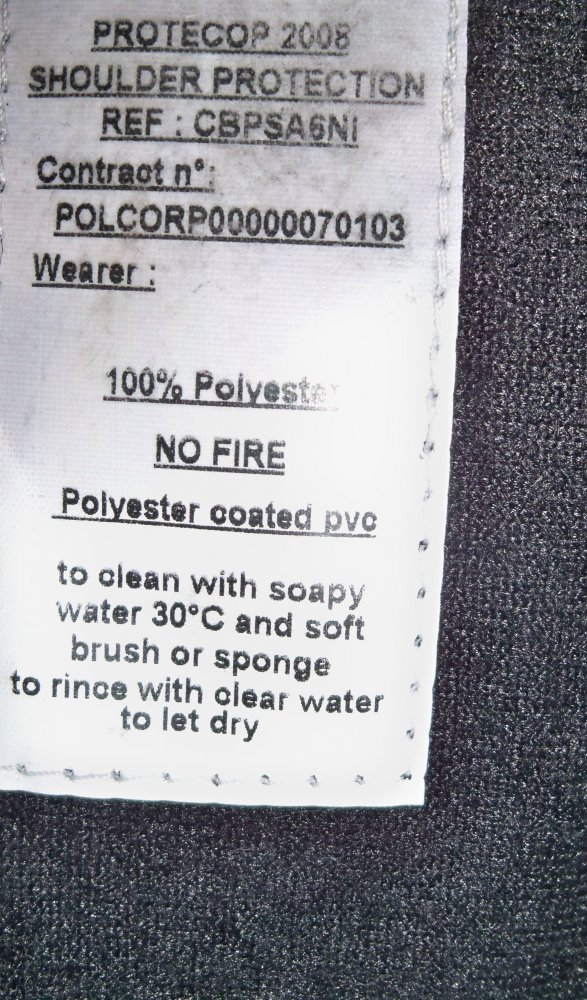 PROTECOP 2008
SHOULDER PROTECTION
REF : CBPSA6NI
Contract n°:
POLCORP00000070103
Wearer :
100% Polyester
NO FIRE
Polyester coated pvc
to clean with soapy
water 30°C and soft
brush or sponge
to rince with clear water
to let dry